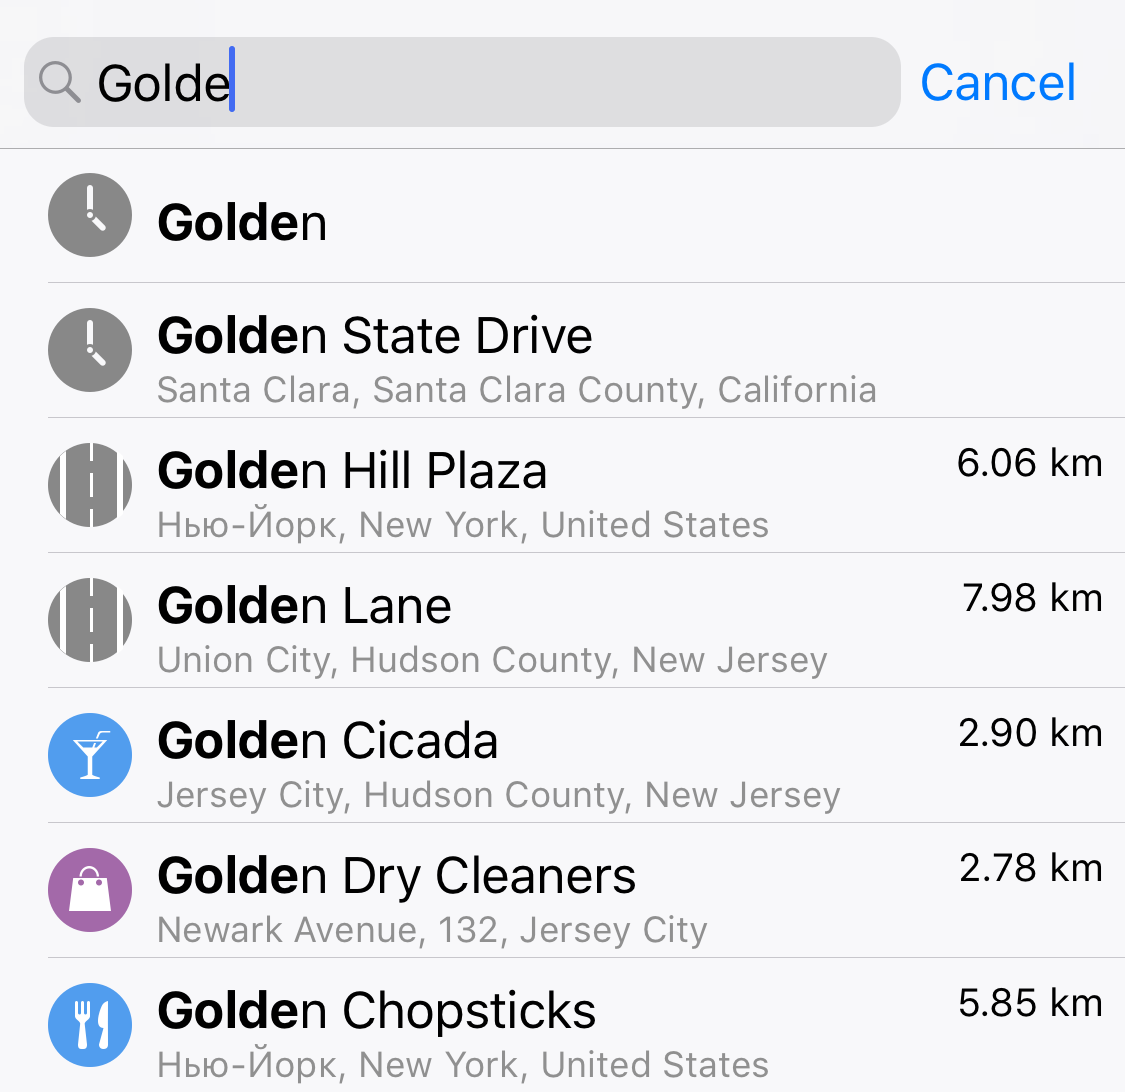 Golde
Cancel
Golden
Golden State Drive
Santa Clara, Santa Clara County, California
Golden Hill Plaza
6.06 km
Нью-Йорк, New York, United States
Golden Lane
7.98 km
Union City, Hudson County, New Jersey
Golden Cicada
2.90 km
Jersey City, Hudson County, New Jersey
Golden Dry Cleaners
2.78 km
Newark Avenue, 132, Jersey City
Golden Chopsticks
5.85 km
Нью-Йорк, New York, United States